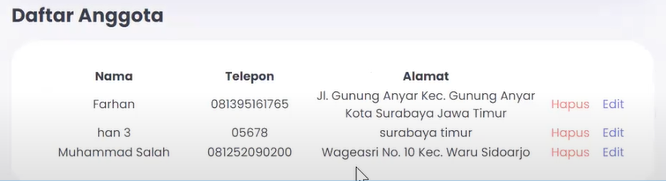 Daftar Anggota
Nama Telepon Alamat
Farhan 081395161765 Jl. Gunung Anyar Kec. Gunung Anyar Kota Surabaya Jawa Timur Hapus Edit
han 3 05678 surabaya timur Hapus Edit
Muhammad Salah 081252090200 Wageasri No. 10 Kec. Waru Sidoarjo Hapus Edit